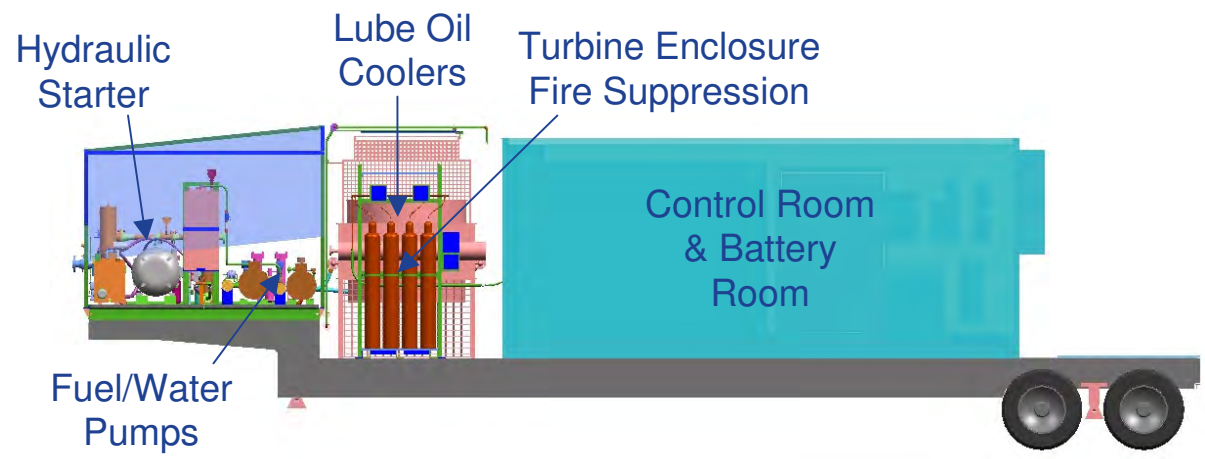 Hydraulic
Starter
Lube Oil
Coolers
Turbine Enclosure
Fire Suppression
Control Room
& Battery
Room
Fuel/Water
Pumps